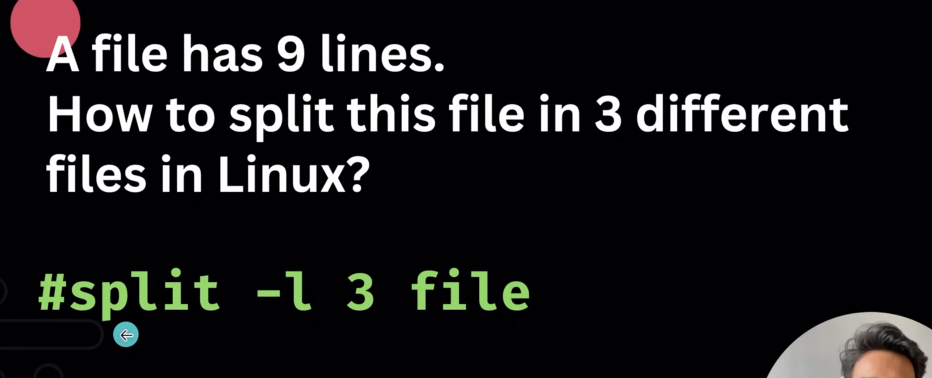 A file has 9 lines.
How to split this file in 3 different
files in Linux?
#split -l 3 file